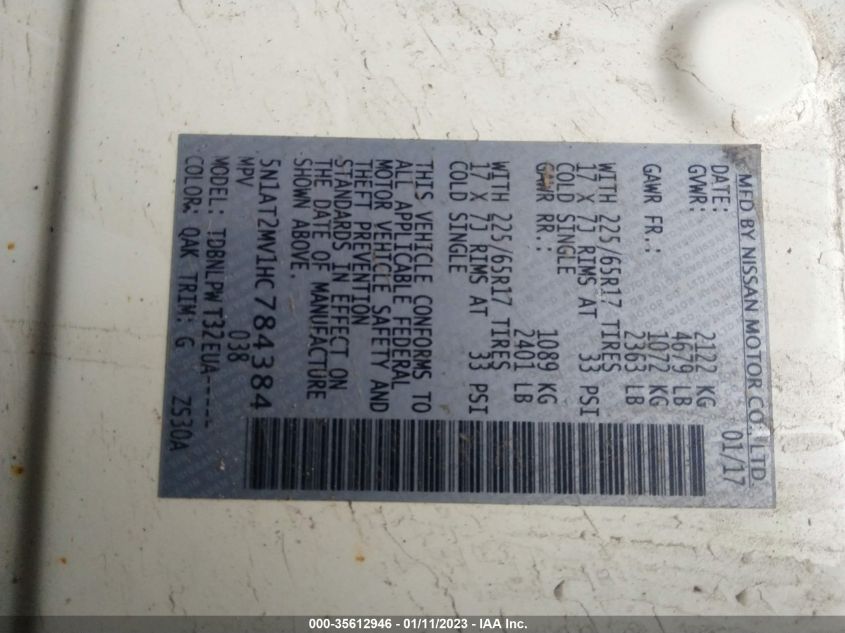 MFD BY NISSAN MOTOR CO., LTD.
DATE: 01/17
GVWR: 2122 KG
4679 LB
GAWR FR.: 1072 KG
2363 LB
WITH 225/65R17 TIRES
17 X 7J RIMS AT 33 PSI
COLD SINGLE
GAWR RR.: 1089 KG
2401 LB
WITH 225/65R17 TIRES
17 X 7J RIMS AT 33 PSI
COLD SINGLE
THIS VEHICLE CONFORMS TO
ALL APPLICABLE FEDERAL
MOTOR VEHICLE SAFETY AND
THEFT PREVENTION
STANDARDS IN EFFECT ON
THE DATE OF MANUFACTURE
SHOWN ABOVE.
5N1AT2MV1HC784384
MPV 038
MODEL: TDBNLPWT32EUA-----
COLOR: QAK TRIM: G ZS30A
000-35612946 - 01/11/2023 - IAA Inc.